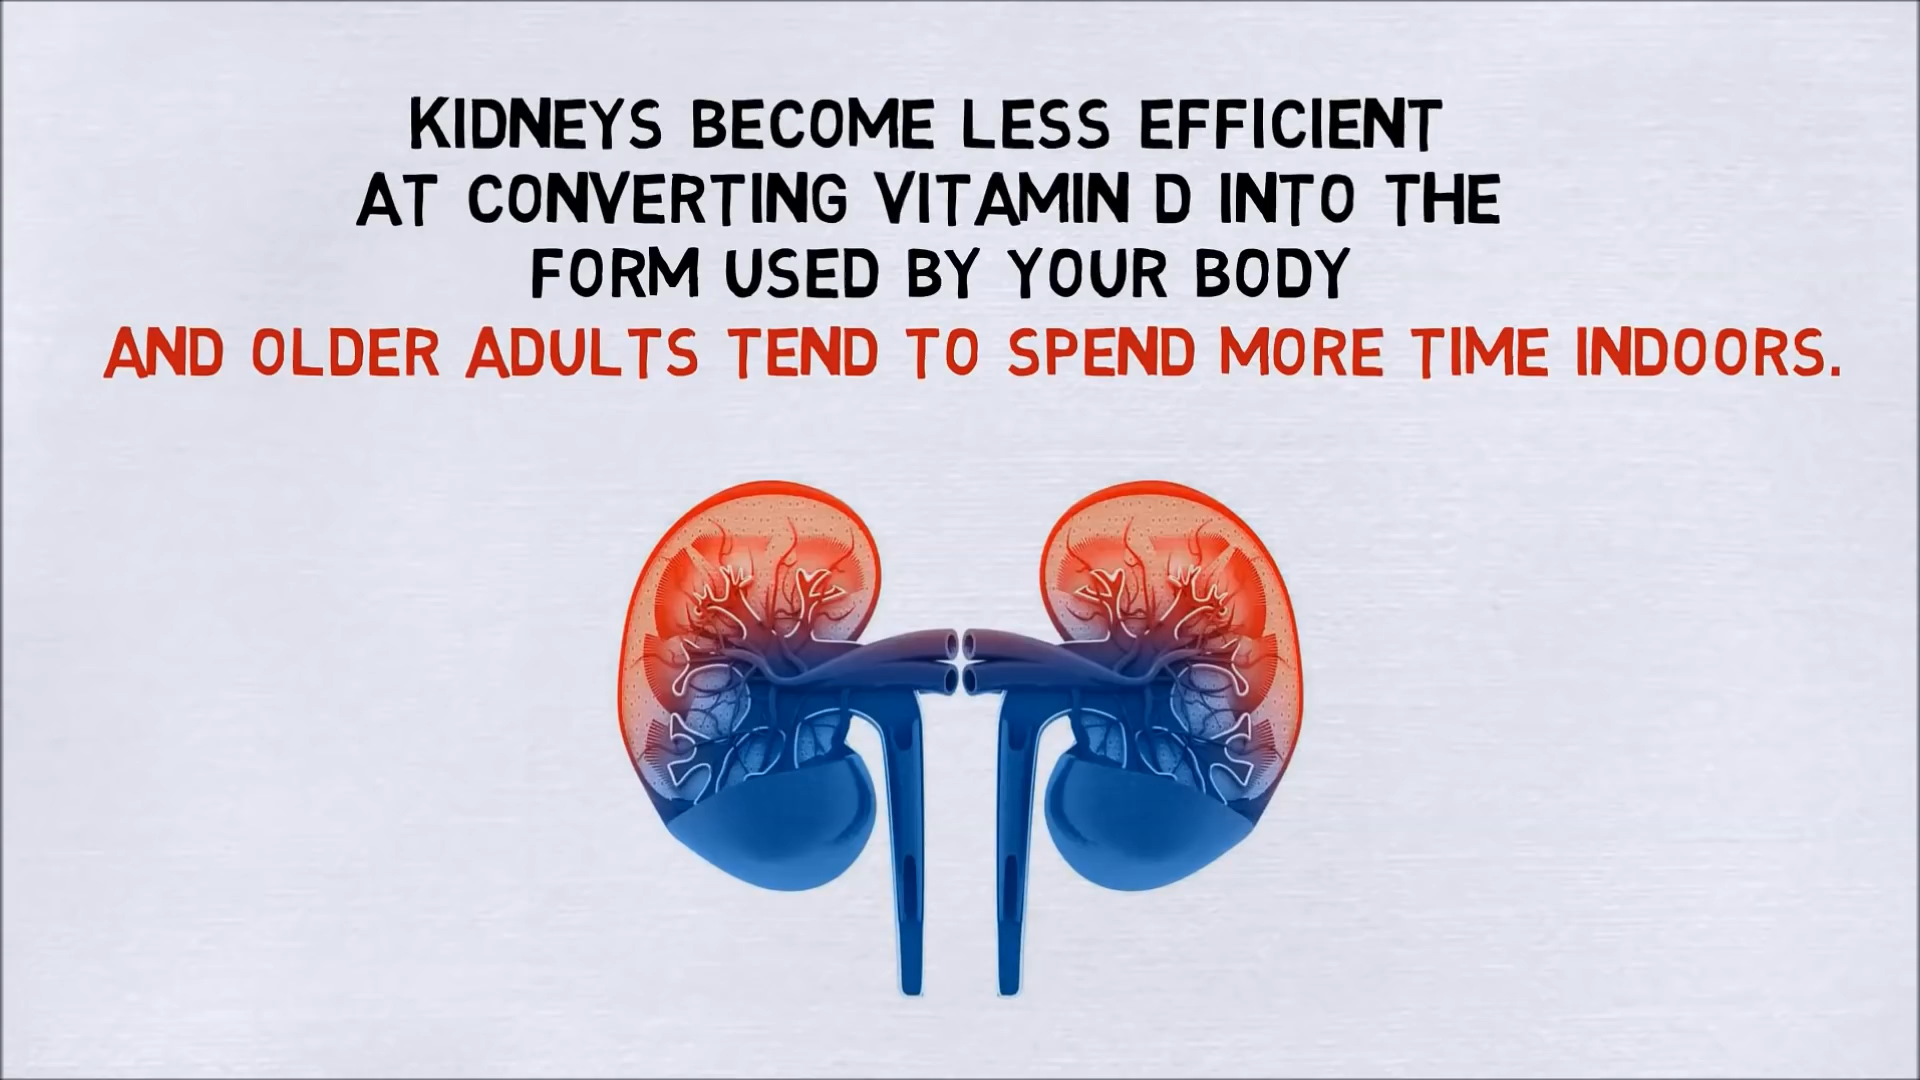 KIDNEYS BECOME LESS EFFICIENT
AT CONVERTING VITAMIN D INTO THE
FORM USED BY YOUR BODY
AND OLDER ADULTS TEND TO SPEND MORE TIME INDOORS.